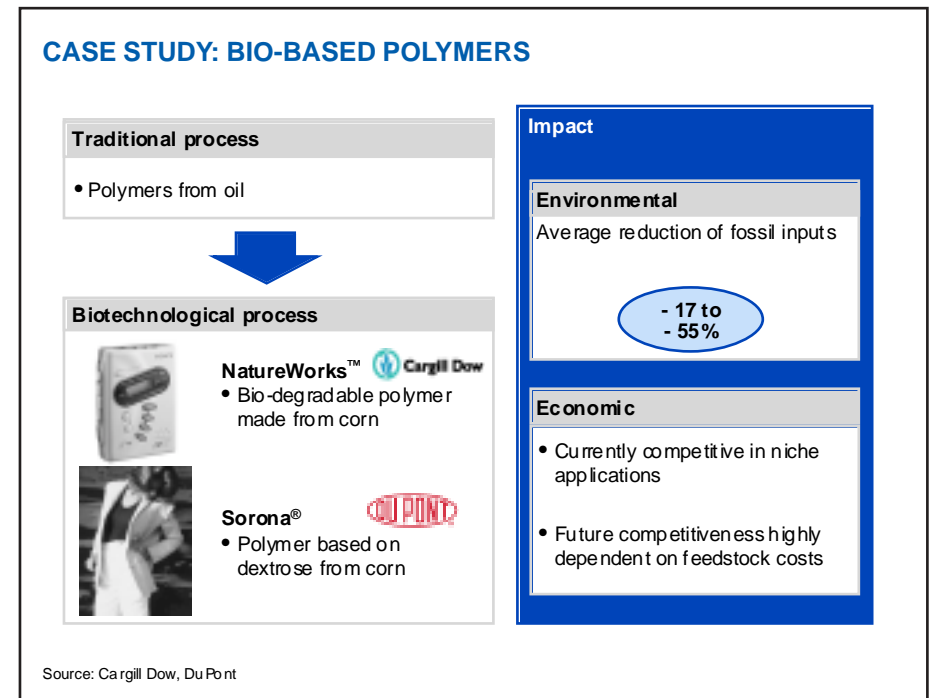 CASE STUDY: BIO-BASED POLYMERS
Traditional process
• Polymers from oil
Biotechnological process
NatureWorks™
Cargill Dow
• Bio-degradable polymer
made from corn
Sorona®
DU PONT
• Polymer based on
dextrose from corn
Impact
Environmental
Average reduction of fossil inputs
- 17 to
- 55%
Economic
• Currently competitive in niche
applications
• Future competitiveness highly
dependent on feedstock costs
Source: Cargill Dow, DuPont